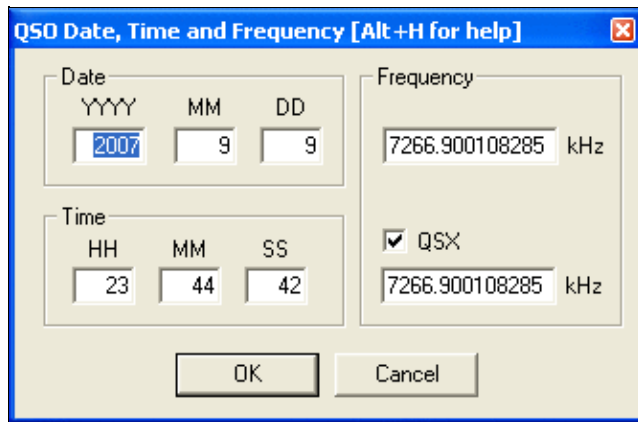 QSO Date, Time and Frequency [Alt+H for help]
Date
YYYY MM DD
2007 9 9
Time
HH MM SS
23 44 42
Frequency
7266.900108285 kHz
QSX
7266.900108285 kHz
OK Cancel